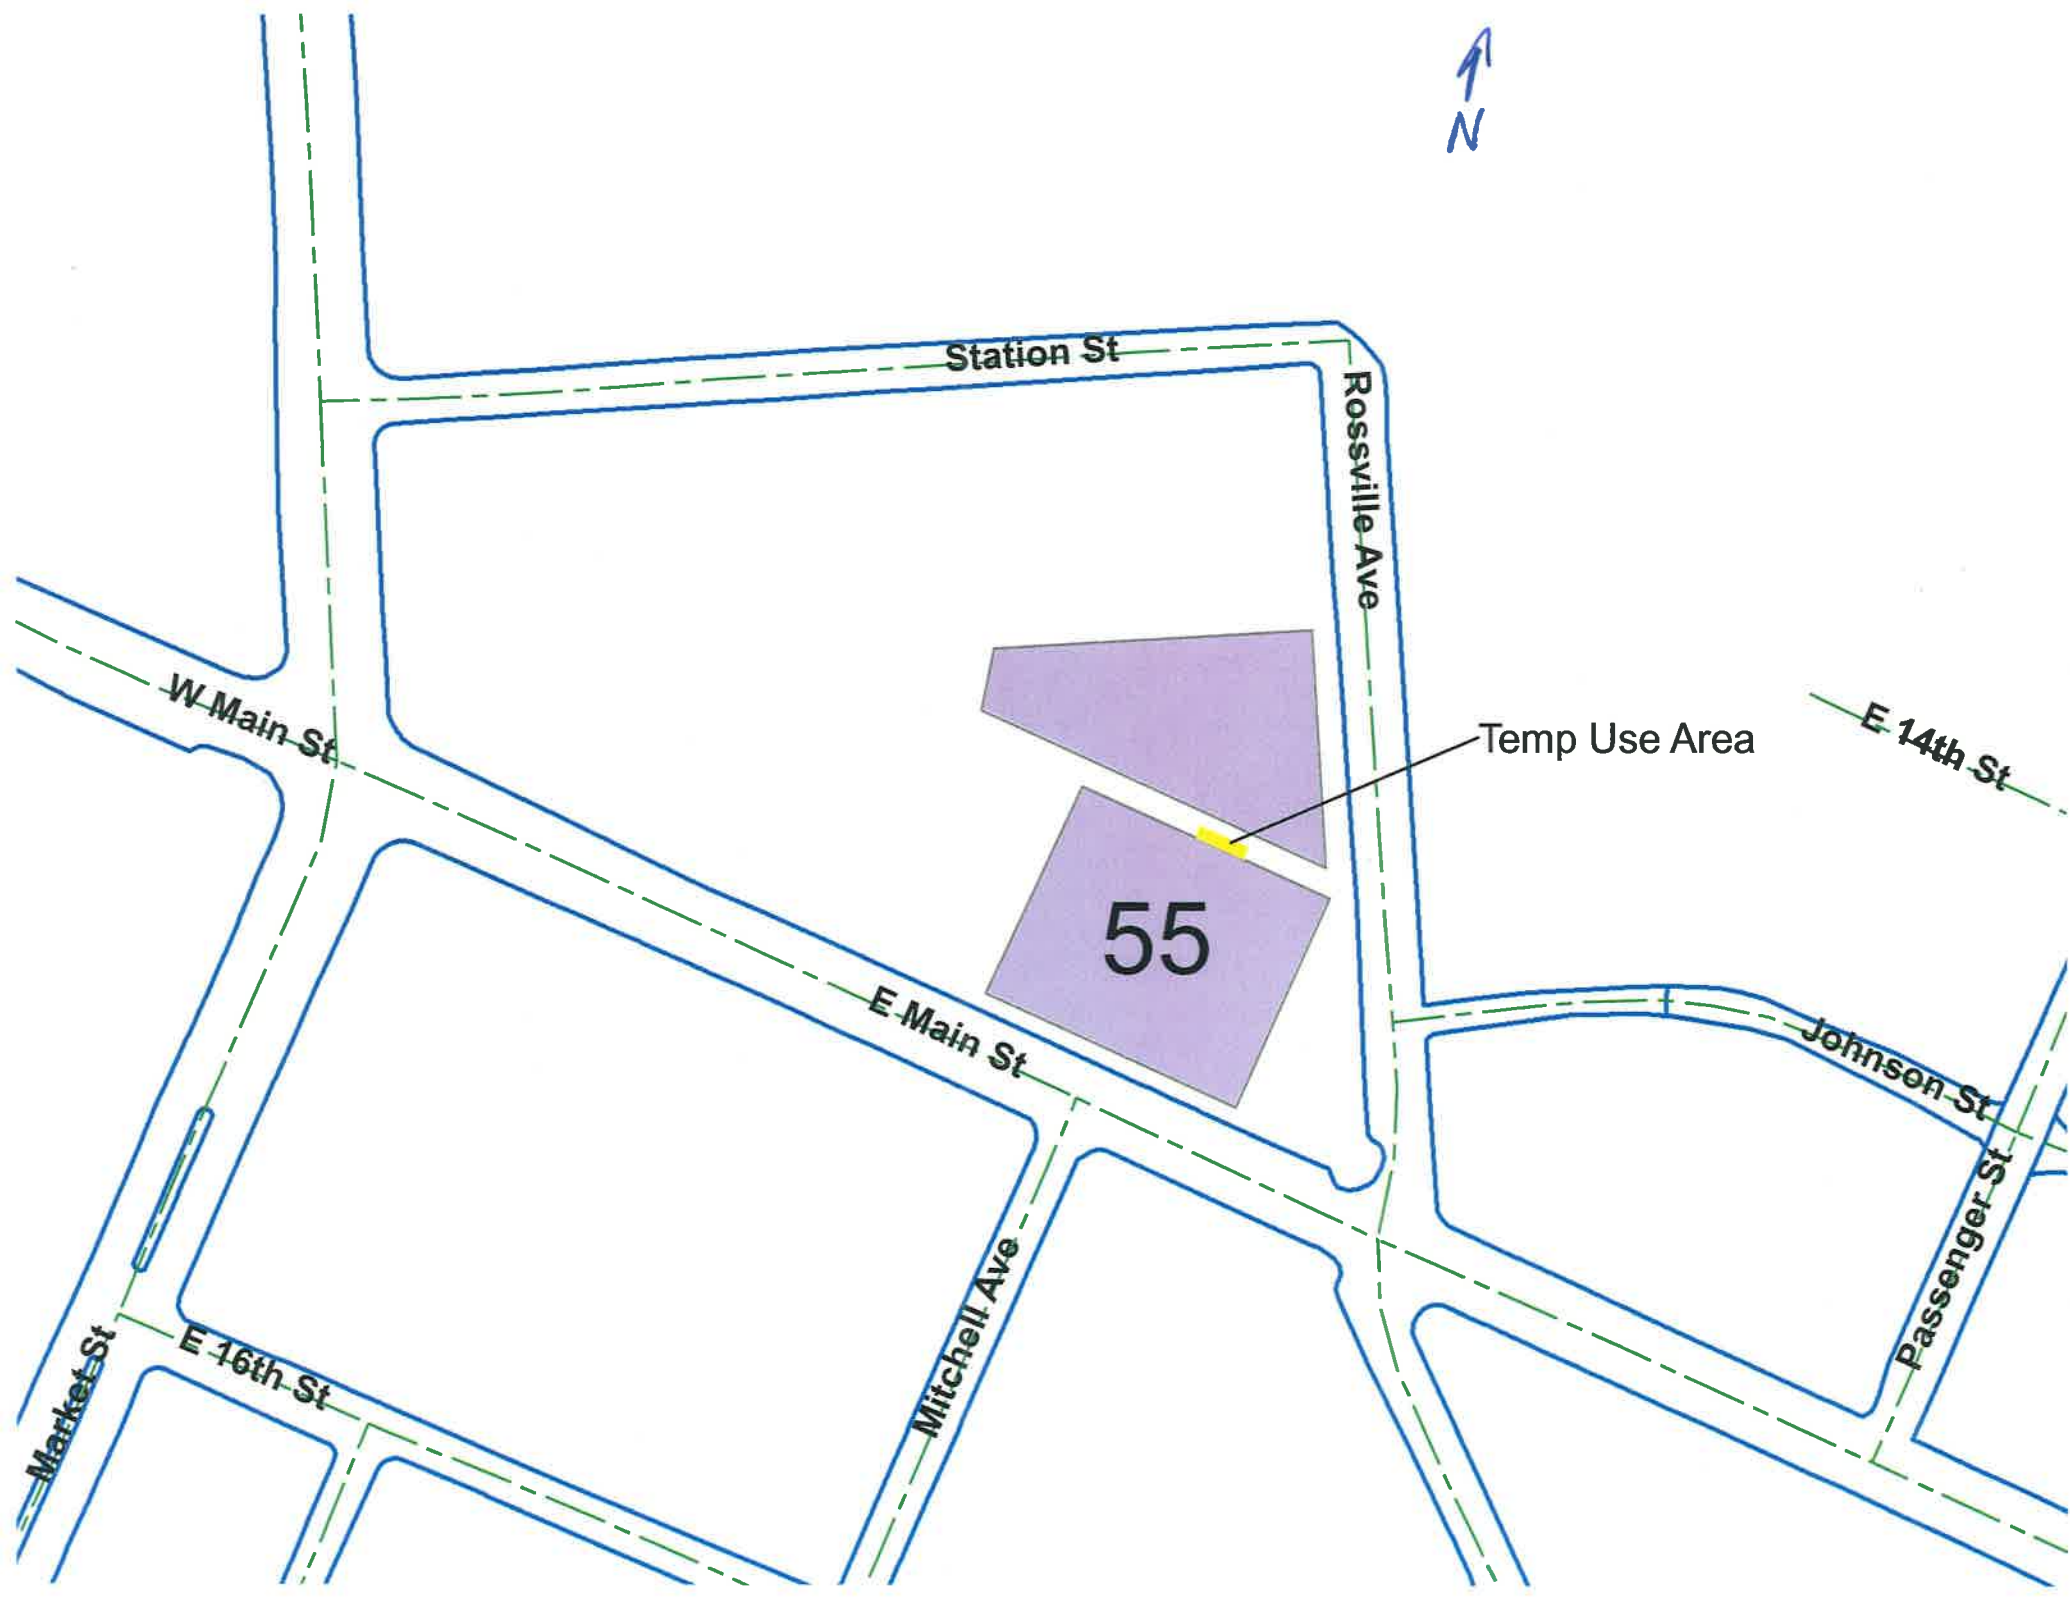 N
Station St
Rossville Ave
W Main St
Temp Use Area
E 14th St
55
E Main St
Johnson St
Passenger St
Mitchell Ave
Market St
E 16th St